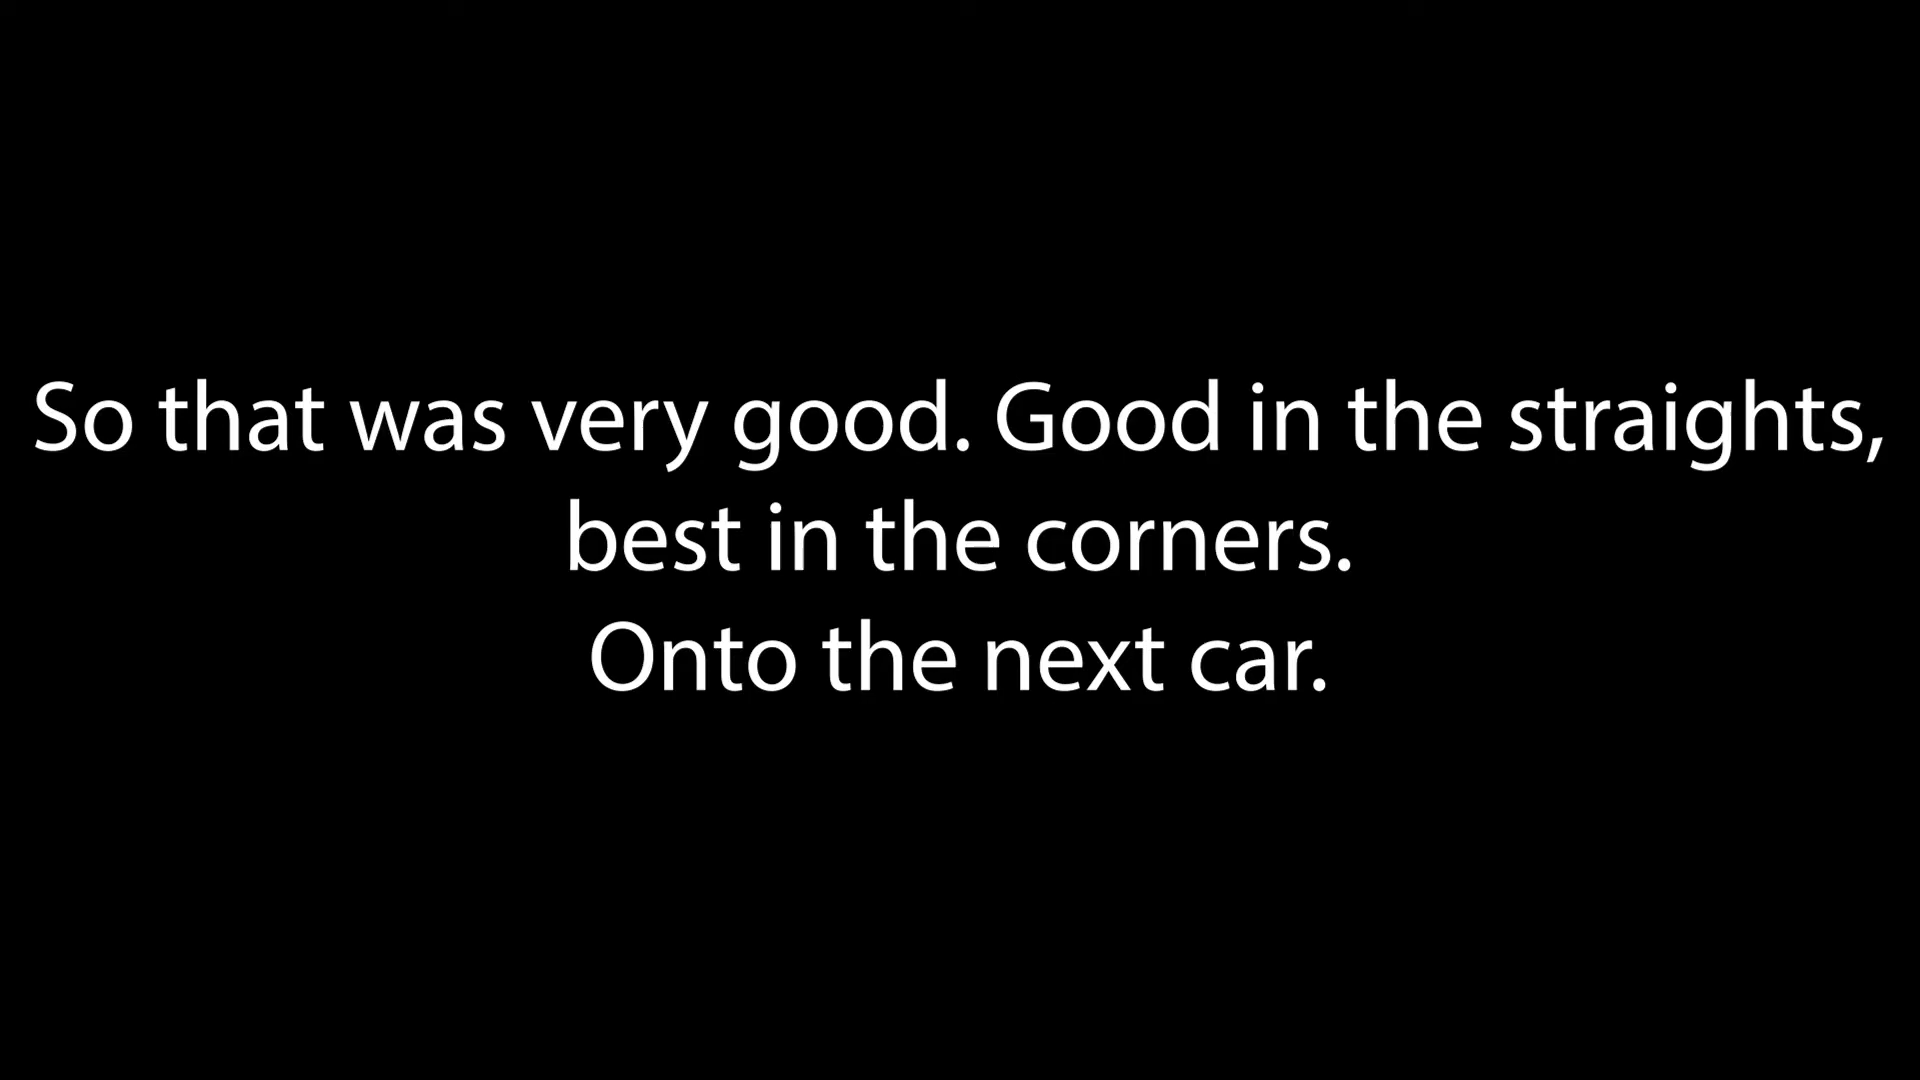 So that was very good. Good in the straights,
best in the corners.
Onto the next car.